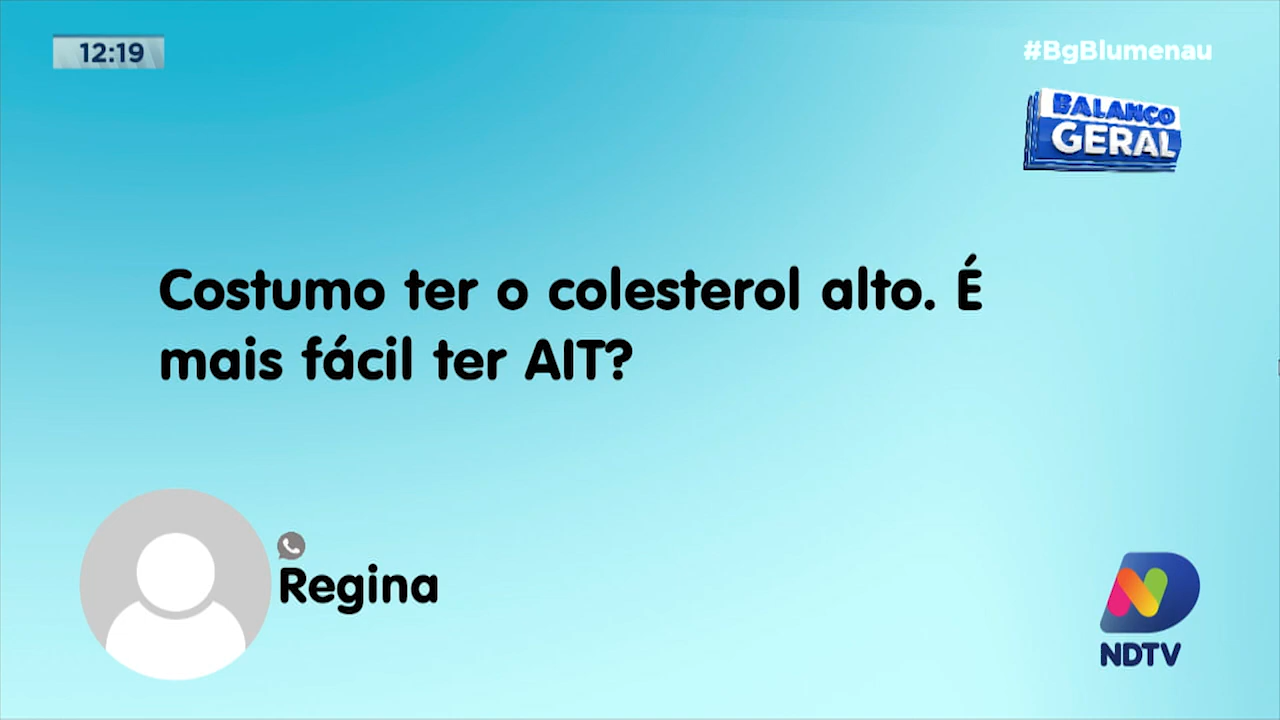 12:19
#BgBlumenau
BALANÇO
GERAL
Costumo ter o colesterol alto. É
mais fácil ter AIT?
Regina
NDTV